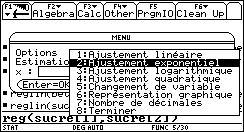 F1 F2 F3 F4 F5 F6
Algebra Calc Other PrgmIO Clean Up
MENU
Options
Estimatio
x :
Enter=OK
1:Ajustement linéaire
2:Ajustement exponentiel
3:Ajustement logarithmique
4:Ajustement quadratique
5:Changement de variable
6:Représentation graphique
7:Nombre de décimales
8:Terminer
reglin(suc
reg(sucre[1],sucre[2])
STAT DEG AUTO FUNC 5/30